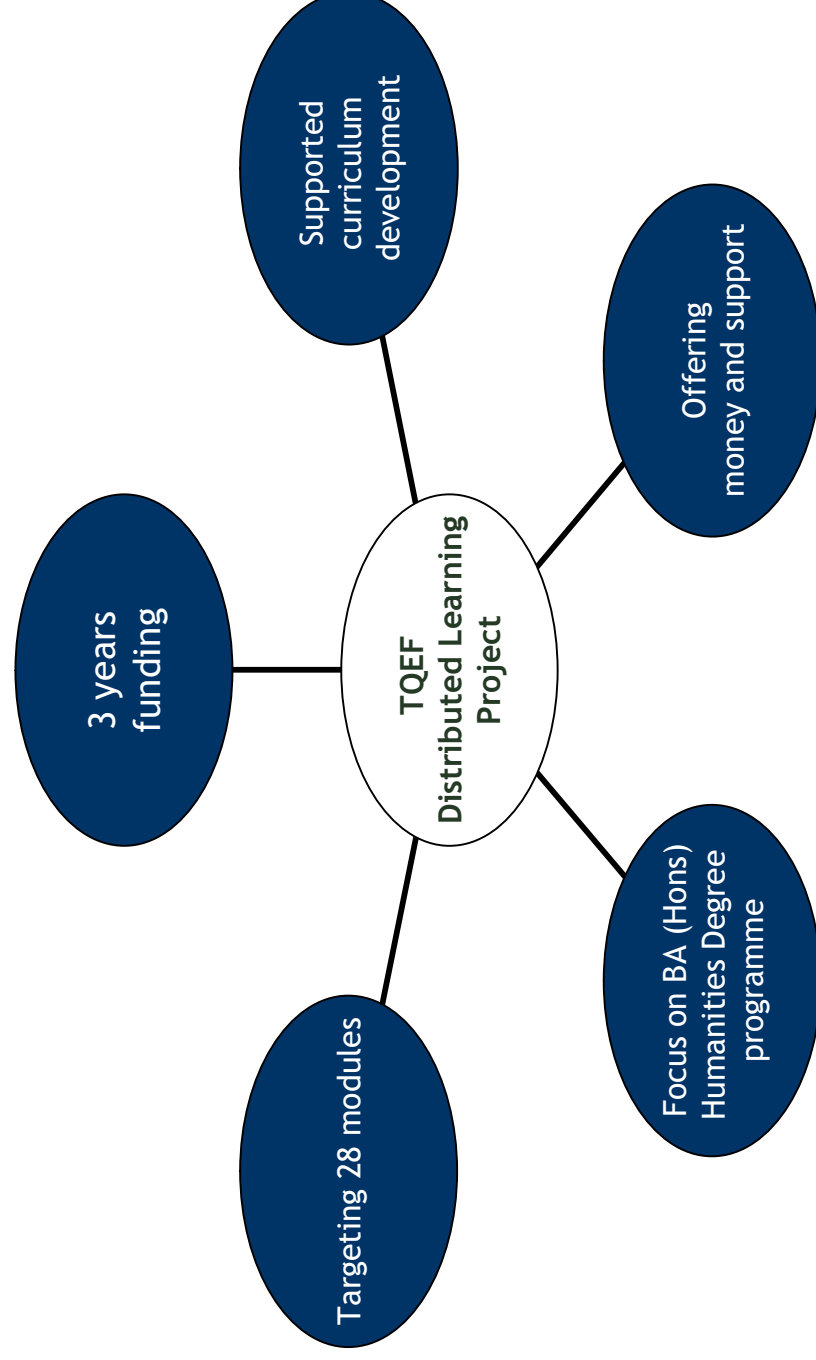 3 years
funding
Supported
curriculum
development
Offering
money and support
Focus on BA (Hons)
Humanities Degree
programme
Targeting 28 modules
TQEF
Distributed Learning
Project